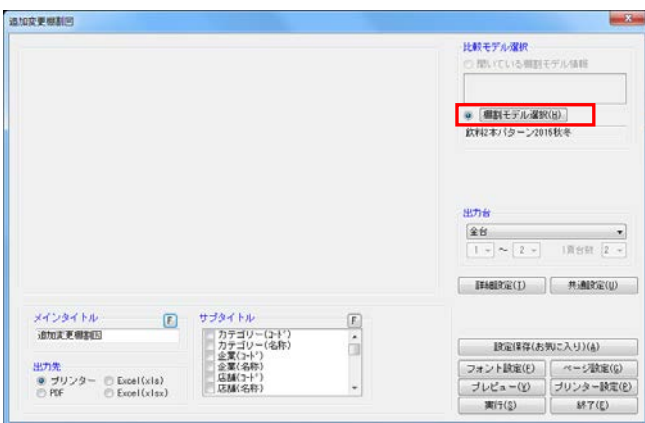 追加変更棚割図
比較モデル選択
開いている棚割モデル情報
棚割モデル選択(H)
飲料2本パターン2015秋冬
出力台
全台
1 ～ 2 1頁台数 2
詳細設定(I) 共通設定(U)
メインタイトル F
追加変更棚割図
サブタイトル F
カテゴリー(コード)
カテゴリー(名称)
企業(コード)
企業(名称)
店舗(コード)
店舗(名称)
出力先
プリンター Excel(xls)
PDF Excel(xlsx)
設定保存(お気に入り)(A)
フォント設定(F) ページ設定(G)
プレビュー(V) プリンター設定(P)
実行(S) 終了(E)